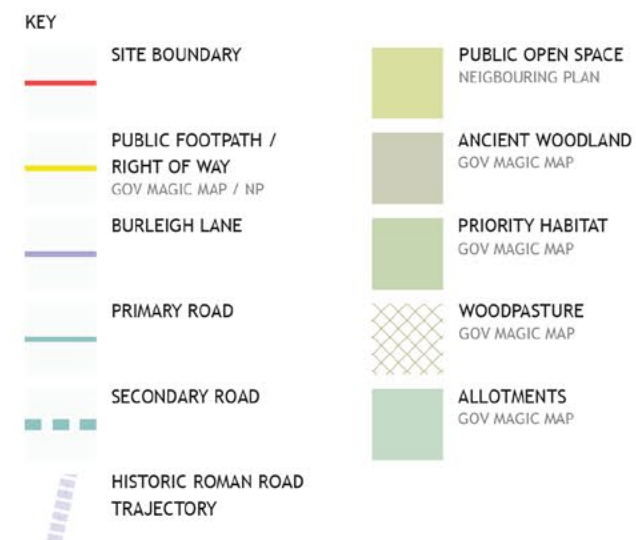 KEY
SITE BOUNDARY
PUBLIC FOOTPATH /
RIGHT OF WAY
GOV MAGIC MAP / NP
BURLEIGH LANE
PRIMARY ROAD
SECONDARY ROAD
HISTORIC ROMAN ROAD
TRAJECTORY
PUBLIC OPEN SPACE
NEIGBOURING PLAN
ANCIENT WOODLAND
GOV MAGIC MAP
PRIORITY HABITAT
GOV MAGIC MAP
WOODPASTURE
GOV MAGIC MAP
ALLOTMENTS
GOV MAGIC MAP